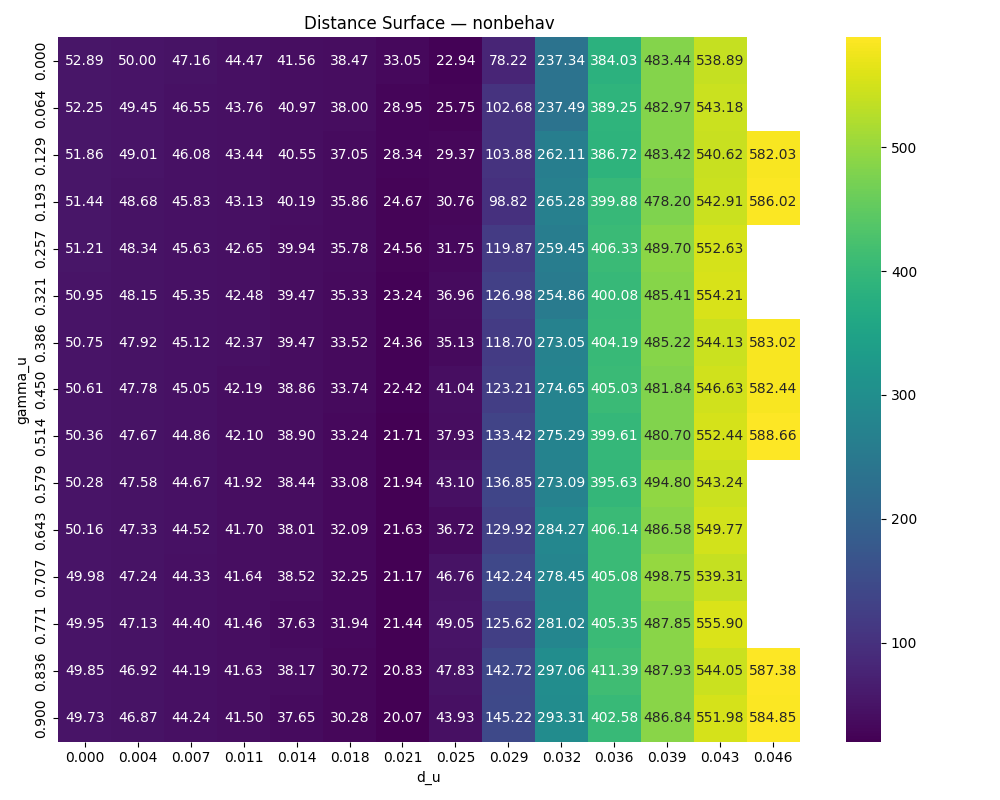 Distance Surface — nonbehav
0.000 52.89 50.00 47.16 44.47 41.56 38.47 33.05 22.94 78.22 237.34 384.03 483.44 538.89
0.064 52.25 49.45 46.55 43.76 40.97 38.00 28.95 25.75 102.68 237.49 389.25 482.97 543.18
0.129 51.86 49.01 46.08 43.44 40.55 37.05 28.34 29.37 103.88 262.11 386.72 483.42 540.62 582.03
0.193 51.44 48.68 45.83 43.13 40.19 35.86 24.67 30.76 98.82 265.28 399.88 478.20 542.91 586.02
0.257 51.21 48.34 45.63 42.65 39.94 35.78 24.56 31.75 119.87 259.45 406.33 489.70 552.63
0.321 50.95 48.15 45.35 42.48 39.47 35.33 23.24 36.96 126.98 254.86 400.08 485.41 554.21
0.386 50.75 47.92 45.12 42.37 39.47 33.52 24.36 35.13 118.70 273.05 404.19 485.22 544.13 583.02
0.450 50.61 47.78 45.05 42.19 38.86 33.74 22.42 41.04 123.21 274.65 405.03 481.84 546.63 582.44
0.514 50.36 47.67 44.86 42.10 38.90 33.24 21.71 37.93 133.42 275.29 399.61 480.70 552.44 588.66
0.579 50.28 47.58 44.67 41.92 38.44 33.08 21.94 43.10 136.85 273.09 395.63 494.80 543.24
0.643 50.16 47.33 44.52 41.70 38.01 32.09 21.63 36.72 129.92 284.27 406.14 486.58 549.77
0.707 49.98 47.24 44.33 41.64 38.52 32.25 21.17 46.76 142.24 278.45 405.08 498.75 539.31
0.771 49.95 47.13 44.40 41.46 37.63 31.94 21.44 49.05 125.62 281.02 405.35 487.85 555.90
0.836 49.85 46.92 44.19 41.63 38.17 30.72 20.83 47.83 142.72 297.06 411.39 487.93 544.05 587.38
0.900 49.73 46.87 44.24 41.50 37.65 30.28 20.07 43.93 145.22 293.31 402.58 486.84 551.98 584.85
0.000 0.004 0.007 0.011 0.014 0.018 0.021 0.025 0.029 0.032 0.036 0.039 0.043 0.046
d_u
gamma_u
500
400
300
200
100